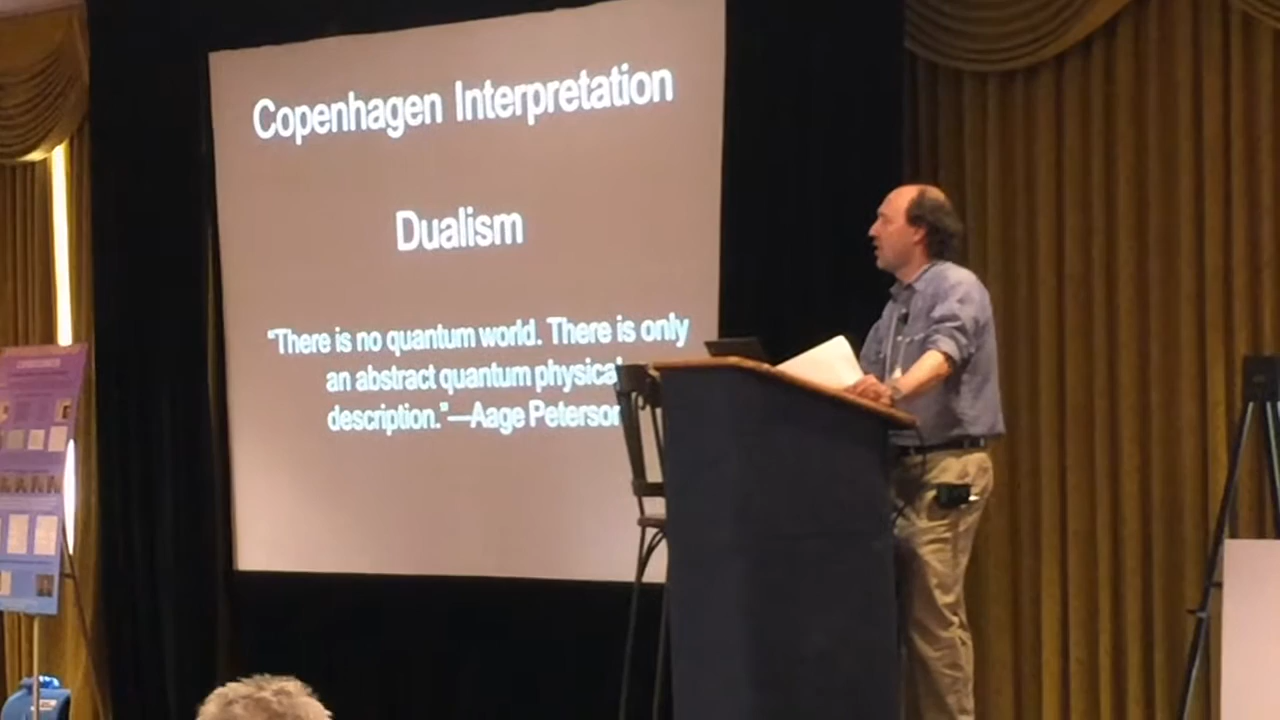 Copenhagen Interpretation
Dualism
"There is no quantum world. There is only
an abstract quantum physical
description."—Aage Peterson